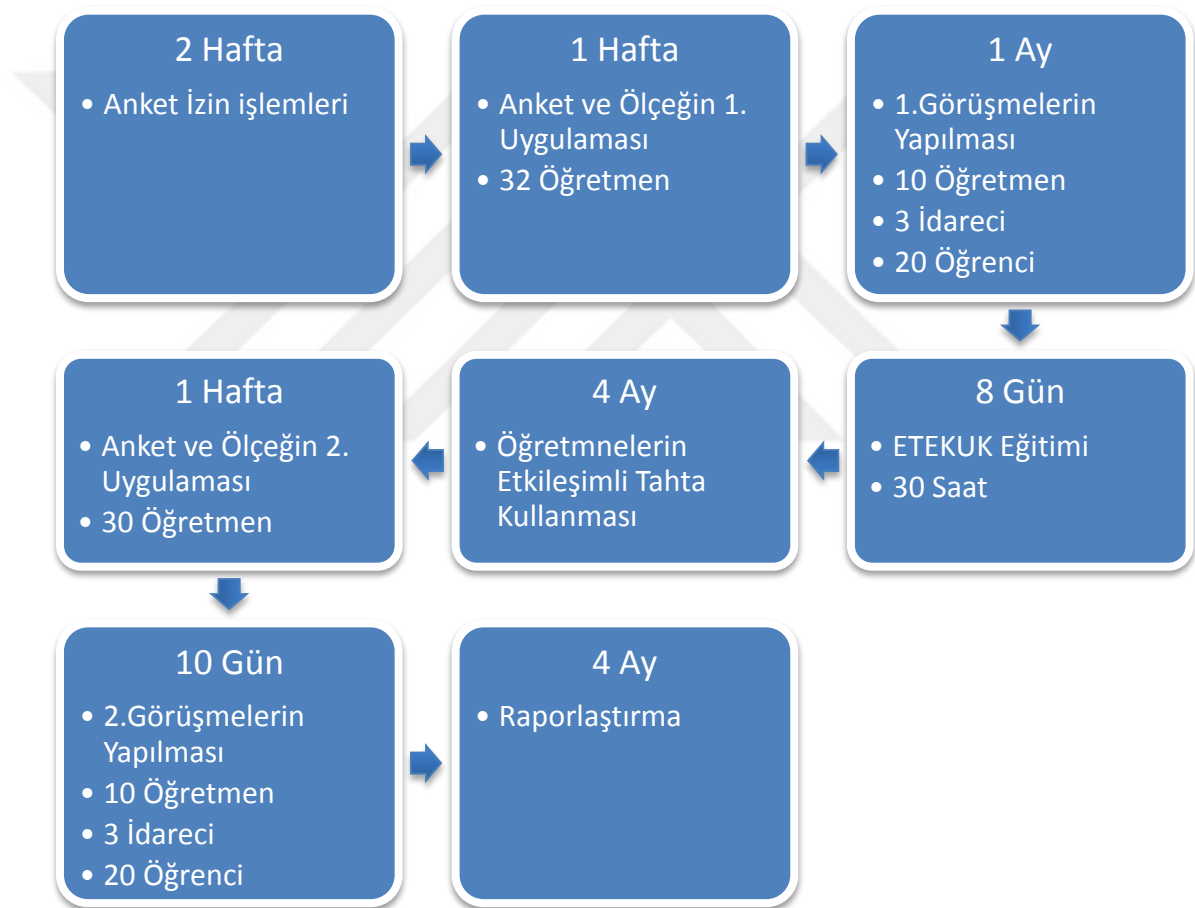 2 Hafta
• Anket İzin işlemleri
1 Hafta
• Anket ve Ölçeğin 1.
Uygulaması
• 32 Öğretmen
1 Ay
• 1.Görüşmelerin
Yapılması
• 10 Öğretmen
• 3 İdareci
• 20 Öğrenci
8 Gün
• ETEKUK Eğitimi
• 30 Saat
4 Ay
• Öğretmnelerin
Etkileşimli Tahta
Kullanması
1 Hafta
• Anket ve Ölçeğin 2.
Uygulaması
• 30 Öğretmen
10 Gün
• 2.Görüşmelerin
Yapılması
• 10 Öğretmen
• 3 İdareci
• 20 Öğrenci
4 Ay
• Raporlaştırma